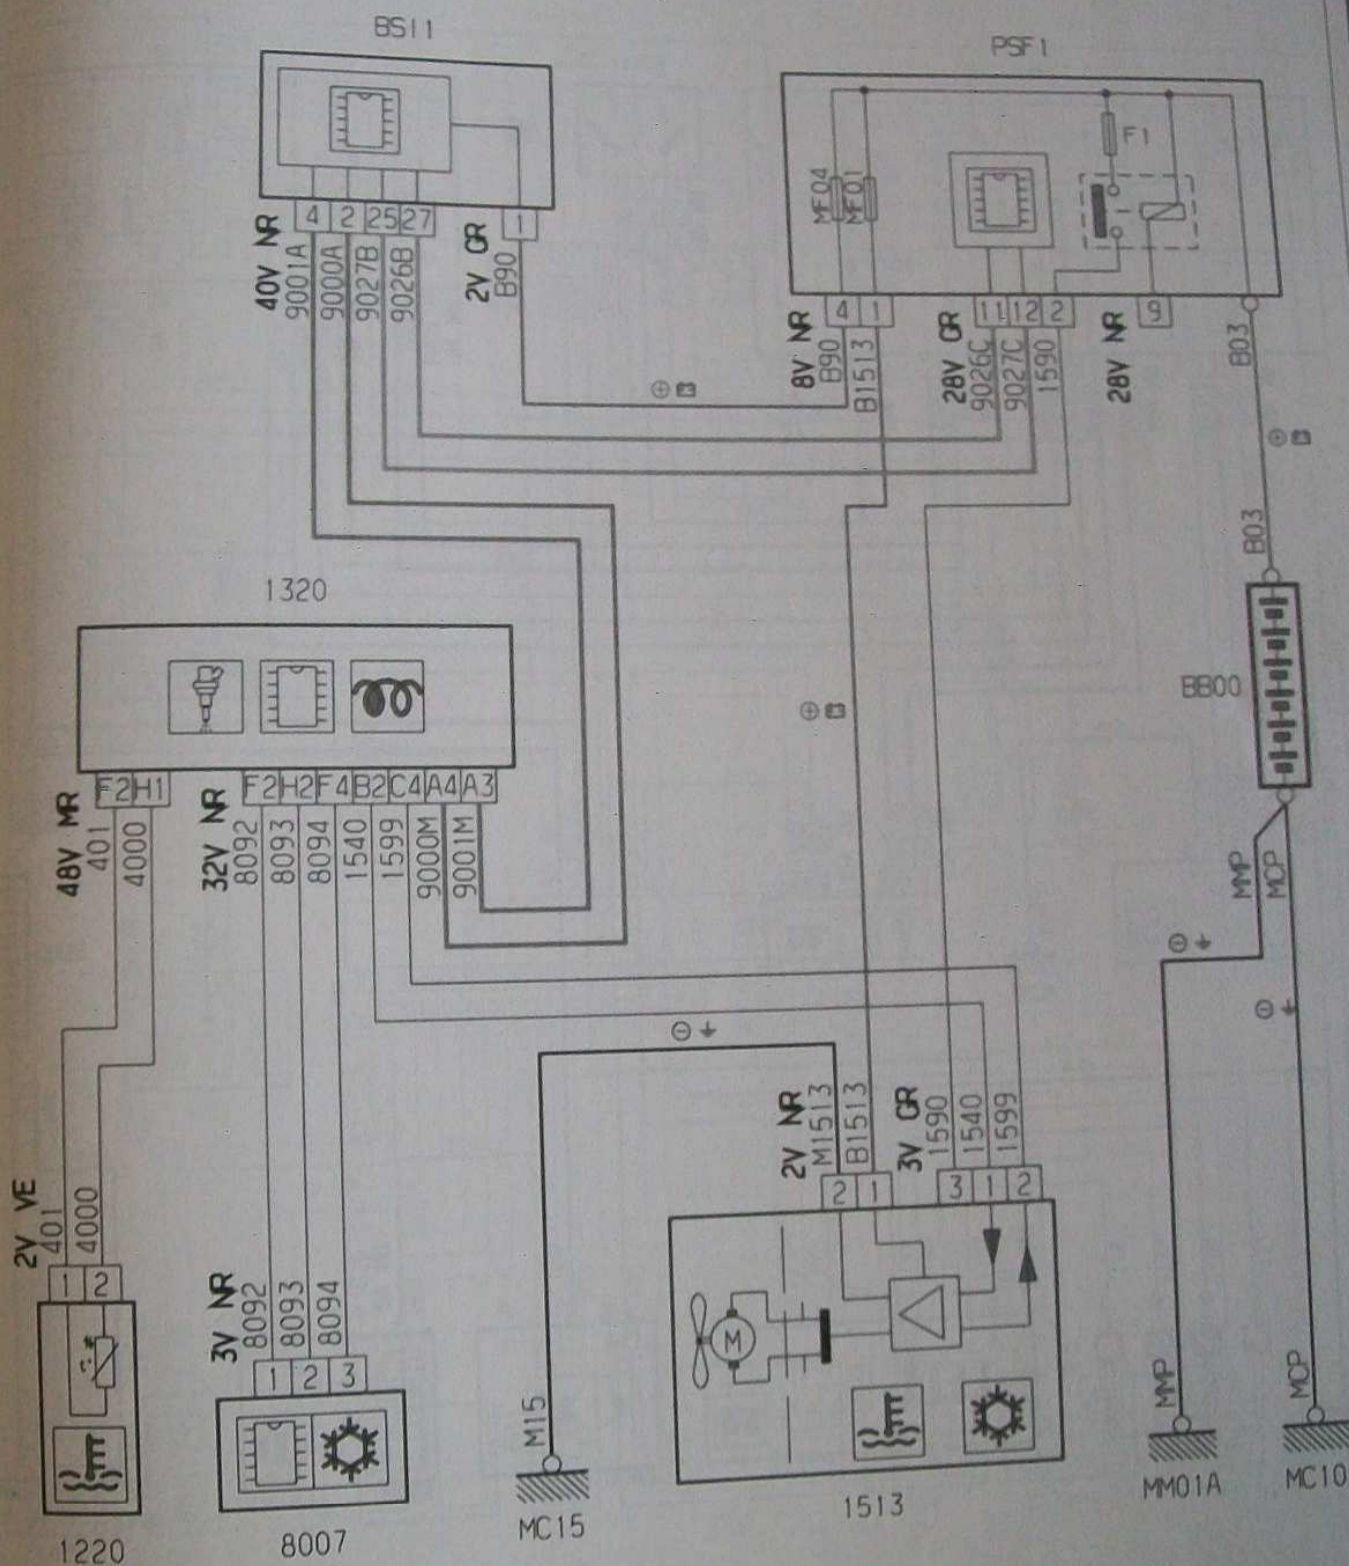 BSI1
PSF1
MF04
MF01
F1
4 2 25 27
1
40V NR
9001A
9000A
9027B
9026B
2V GR
B90
4 1
11 12 2
9
8V NR
B90
B1513
28V GR
9026C
9027C
1590
28V NR
B03
B03
BB00
1320
F2 H1
F2 H2 F4 B2 C4 A4 A3
48V MR
401
4000
32V NR
8092
8093
8094
1540
1599
9000M
9001M
MMP
MCP
2V VE
401
4000
1 2
1220
3V NR
8092
8093
8094
1 2 3
8007
M15
MC15
2V NR
M1513
B1513
3V GR
1590
1540
1599
2 1
3 1 2
M
1513
MMP
MM01A
MCP
MC10